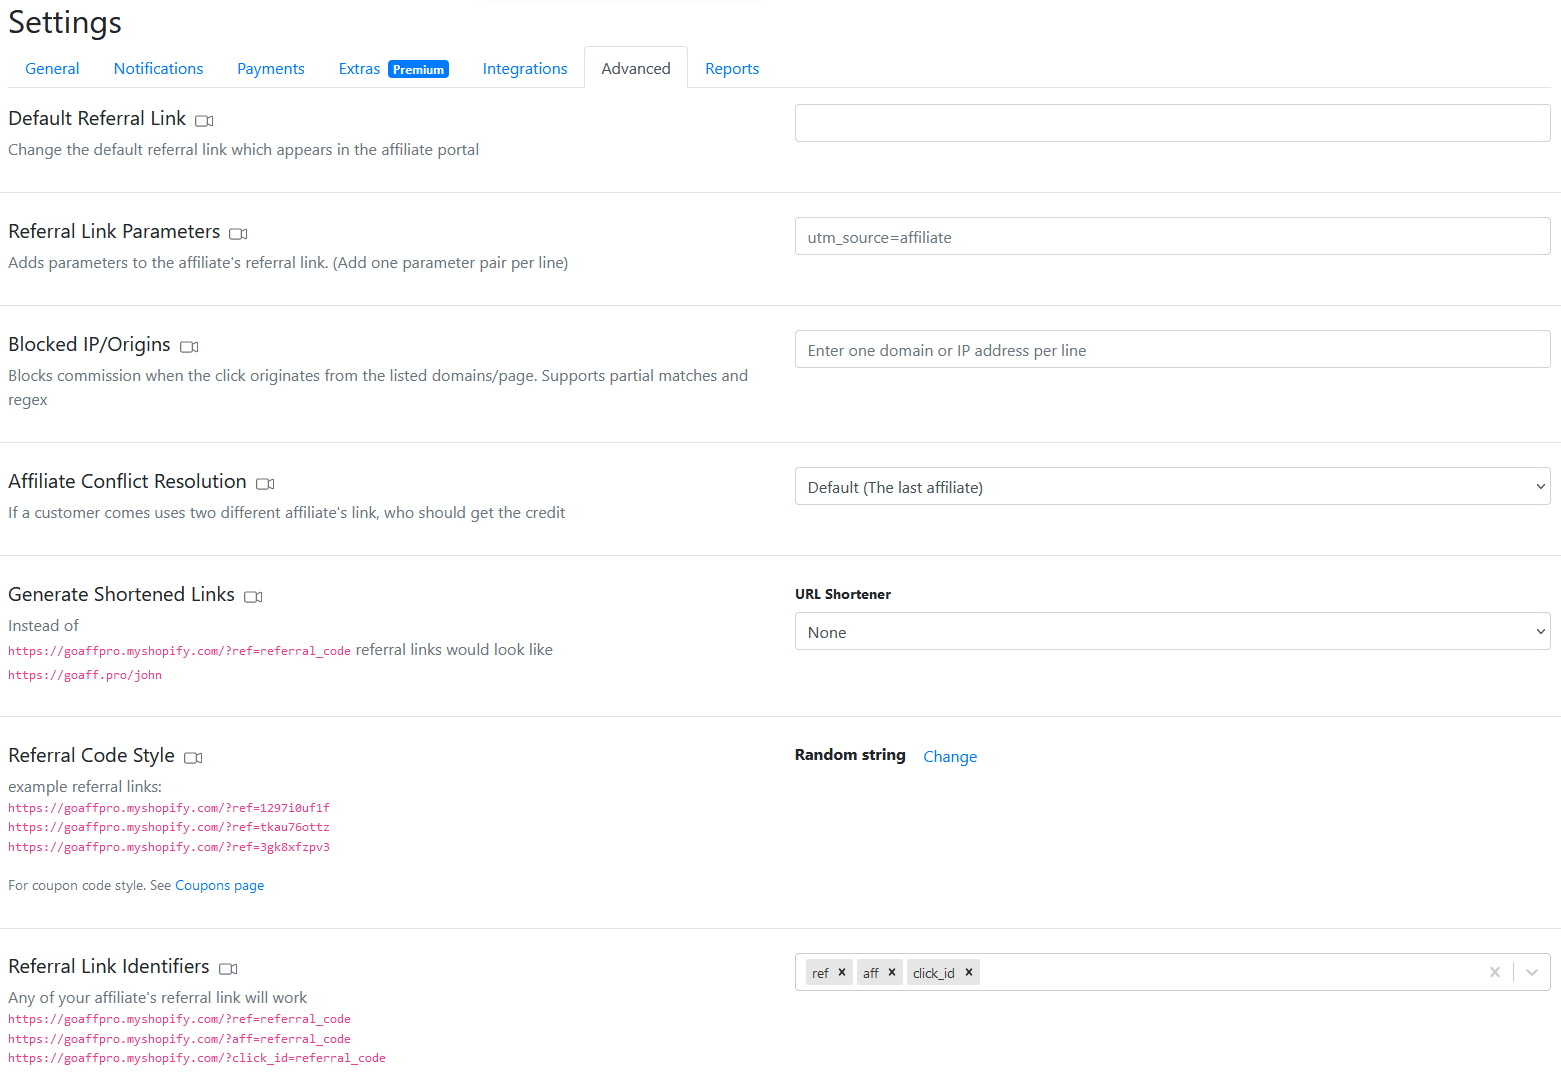 Settings
General Notifications Payments Extras Premium Integrations Advanced Reports
Default Referral Link
Change the default referral link which appears in the affiliate portal
Referral Link Parameters
utm_source=affiliate
Adds parameters to the affiliate's referral link. (Add one parameter pair per line)
Blocked IP/Origins
Enter one domain or IP address per line
Blocks commission when the click originates from the listed domains/page. Supports partial matches and
regex
Affiliate Conflict Resolution
Default (The last affiliate)
If a customer comes uses two different affiliate's link, who should get the credit
Generate Shortened Links
URL Shortener
Instead of
None
https://goaffpro.myshopify.com/?ref=referral_code referral links would look like
https://goaff.pro/john
Referral Code Style
Random string Change
example referral links:
https://goaffpro.myshopify.com/?ref=1297i0uf1f
https://goaffpro.myshopify.com/?ref=tkau76ottz
https://goaffpro.myshopify.com/?ref=3gk8xfzpv3
For coupon code style. See Coupons page
Referral Link Identifiers
ref × aff × click_id ×
Any of your affiliate's referral link will work
https://goaffpro.myshopify.com/?ref=referral_code
https://goaffpro.myshopify.com/?aff=referral_code
https://goaffpro.myshopify.com/?click_id=referral_code